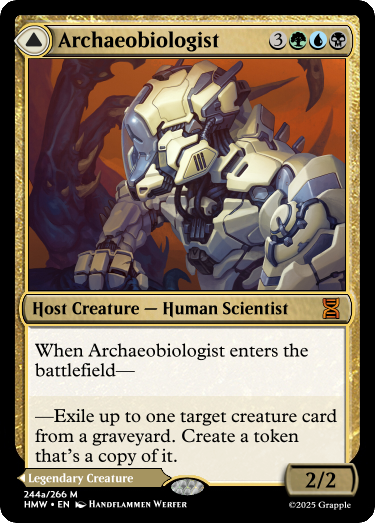 Archaeobiologist 3
Host Creature — Human Scientist
When Archaeobiologist enters the
battlefield—
—Exile up to one target creature card
from a graveyard. Create a token
that's a copy of it.
Legendary Creature
2/2
244a/266 M
HMW • EN Handflammen Werfer
©2025 Grapple